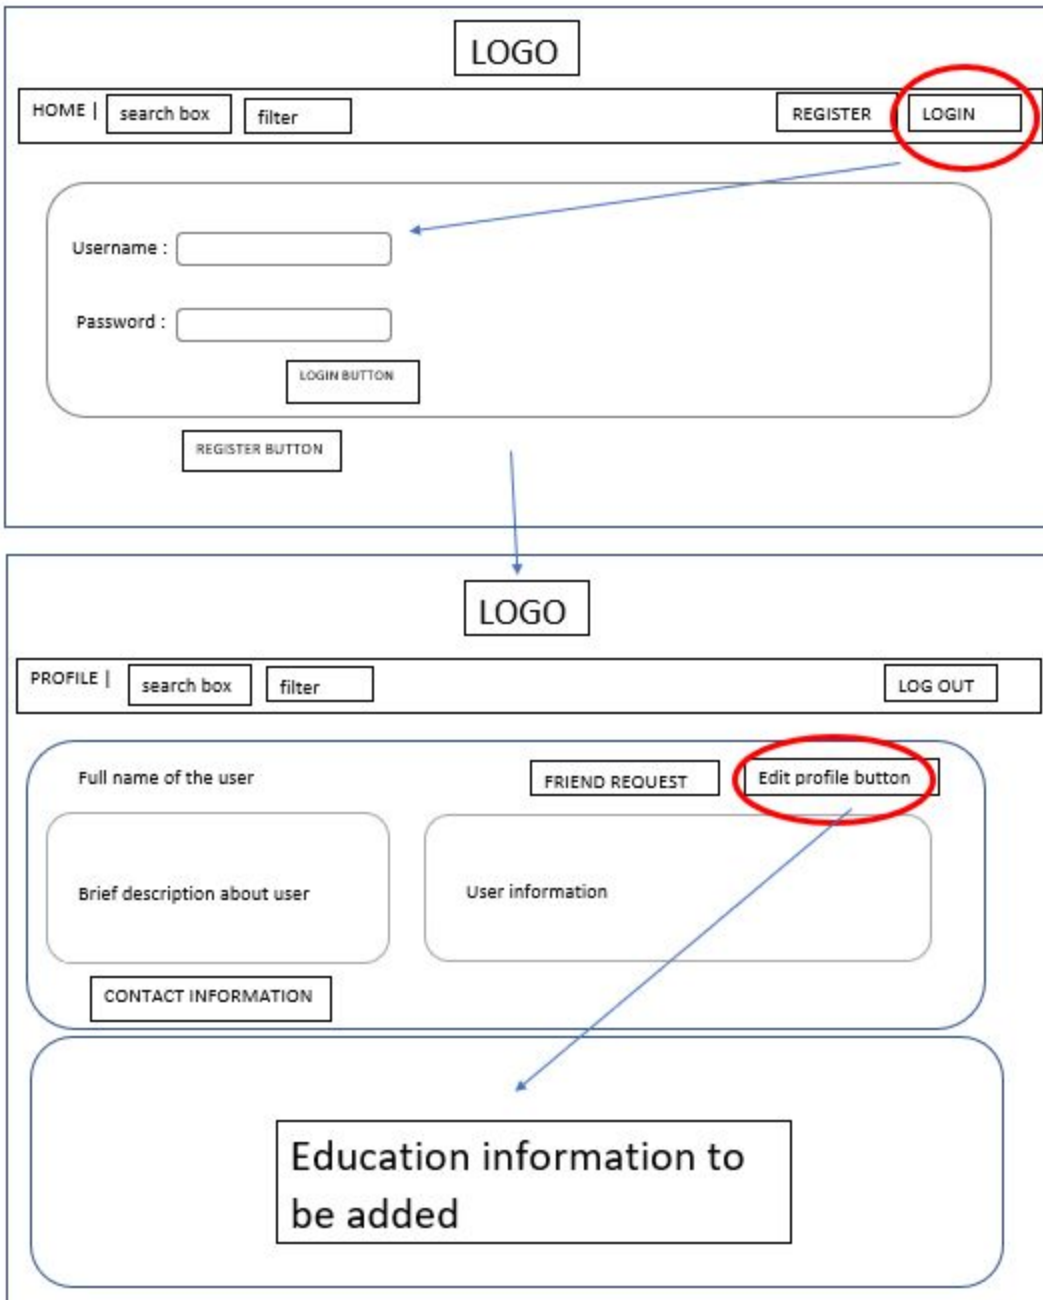 LOGO
HOME | search box filter REGISTER LOGIN
Username :
Password :
LOGIN BUTTON
REGISTER BUTTON
LOGO
PROFILE | search box filter LOG OUT
Full name of the user FRIEND REQUEST Edit profile button
Brief description about user User information
CONTACT INFORMATION
Education information to
be added